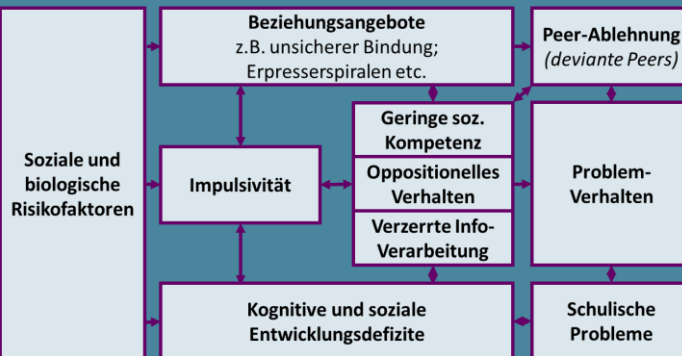 Beziehungsangebote
z.B. unsicherer Bindung;
Erpresserspiralen etc.
Peer-Ablehnung
(deviante Peers)
Soziale und
biologische
Risikofaktoren
Impulsivität
Geringe soz.
Kompetenz
Oppositionelles
Verhalten
Verzerrte Info-
Verarbeitung
Problem-
Verhalten
Kognitive und soziale
Entwicklungsdefizite
Schulische
Probleme